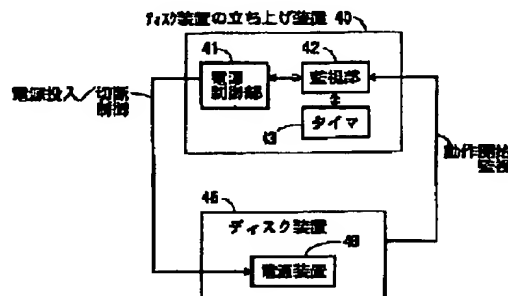 ディスク装置の立ち上げ装置 40
41
42
電源
制御部
監視部
電源投入/切断
制御
43
タイマ
動作開始
監視
45
ディスク装置
電源装置